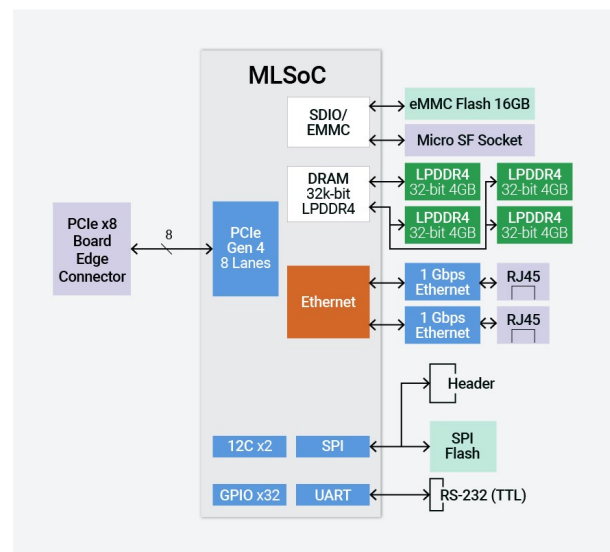 MLSoC
SDIO/
EMMC
eMMC Flash 16GB
Micro SF Socket
DRAM
32k-bit
LPDDR4
LPDDR4
32-bit 4GB
LPDDR4
32-bit 4GB
LPDDR4
32-bit 4GB
LPDDR4
32-bit 4GB
PCIe x8
Board
Edge
Connector
8
PCIe
Gen 4
8 Lanes
Ethernet
1 Gbps
Ethernet
RJ45
1 Gbps
Ethernet
RJ45
Header
12C x2
SPI
SPI
Flash
GPIO x32
UART
RS-232 (TTL)